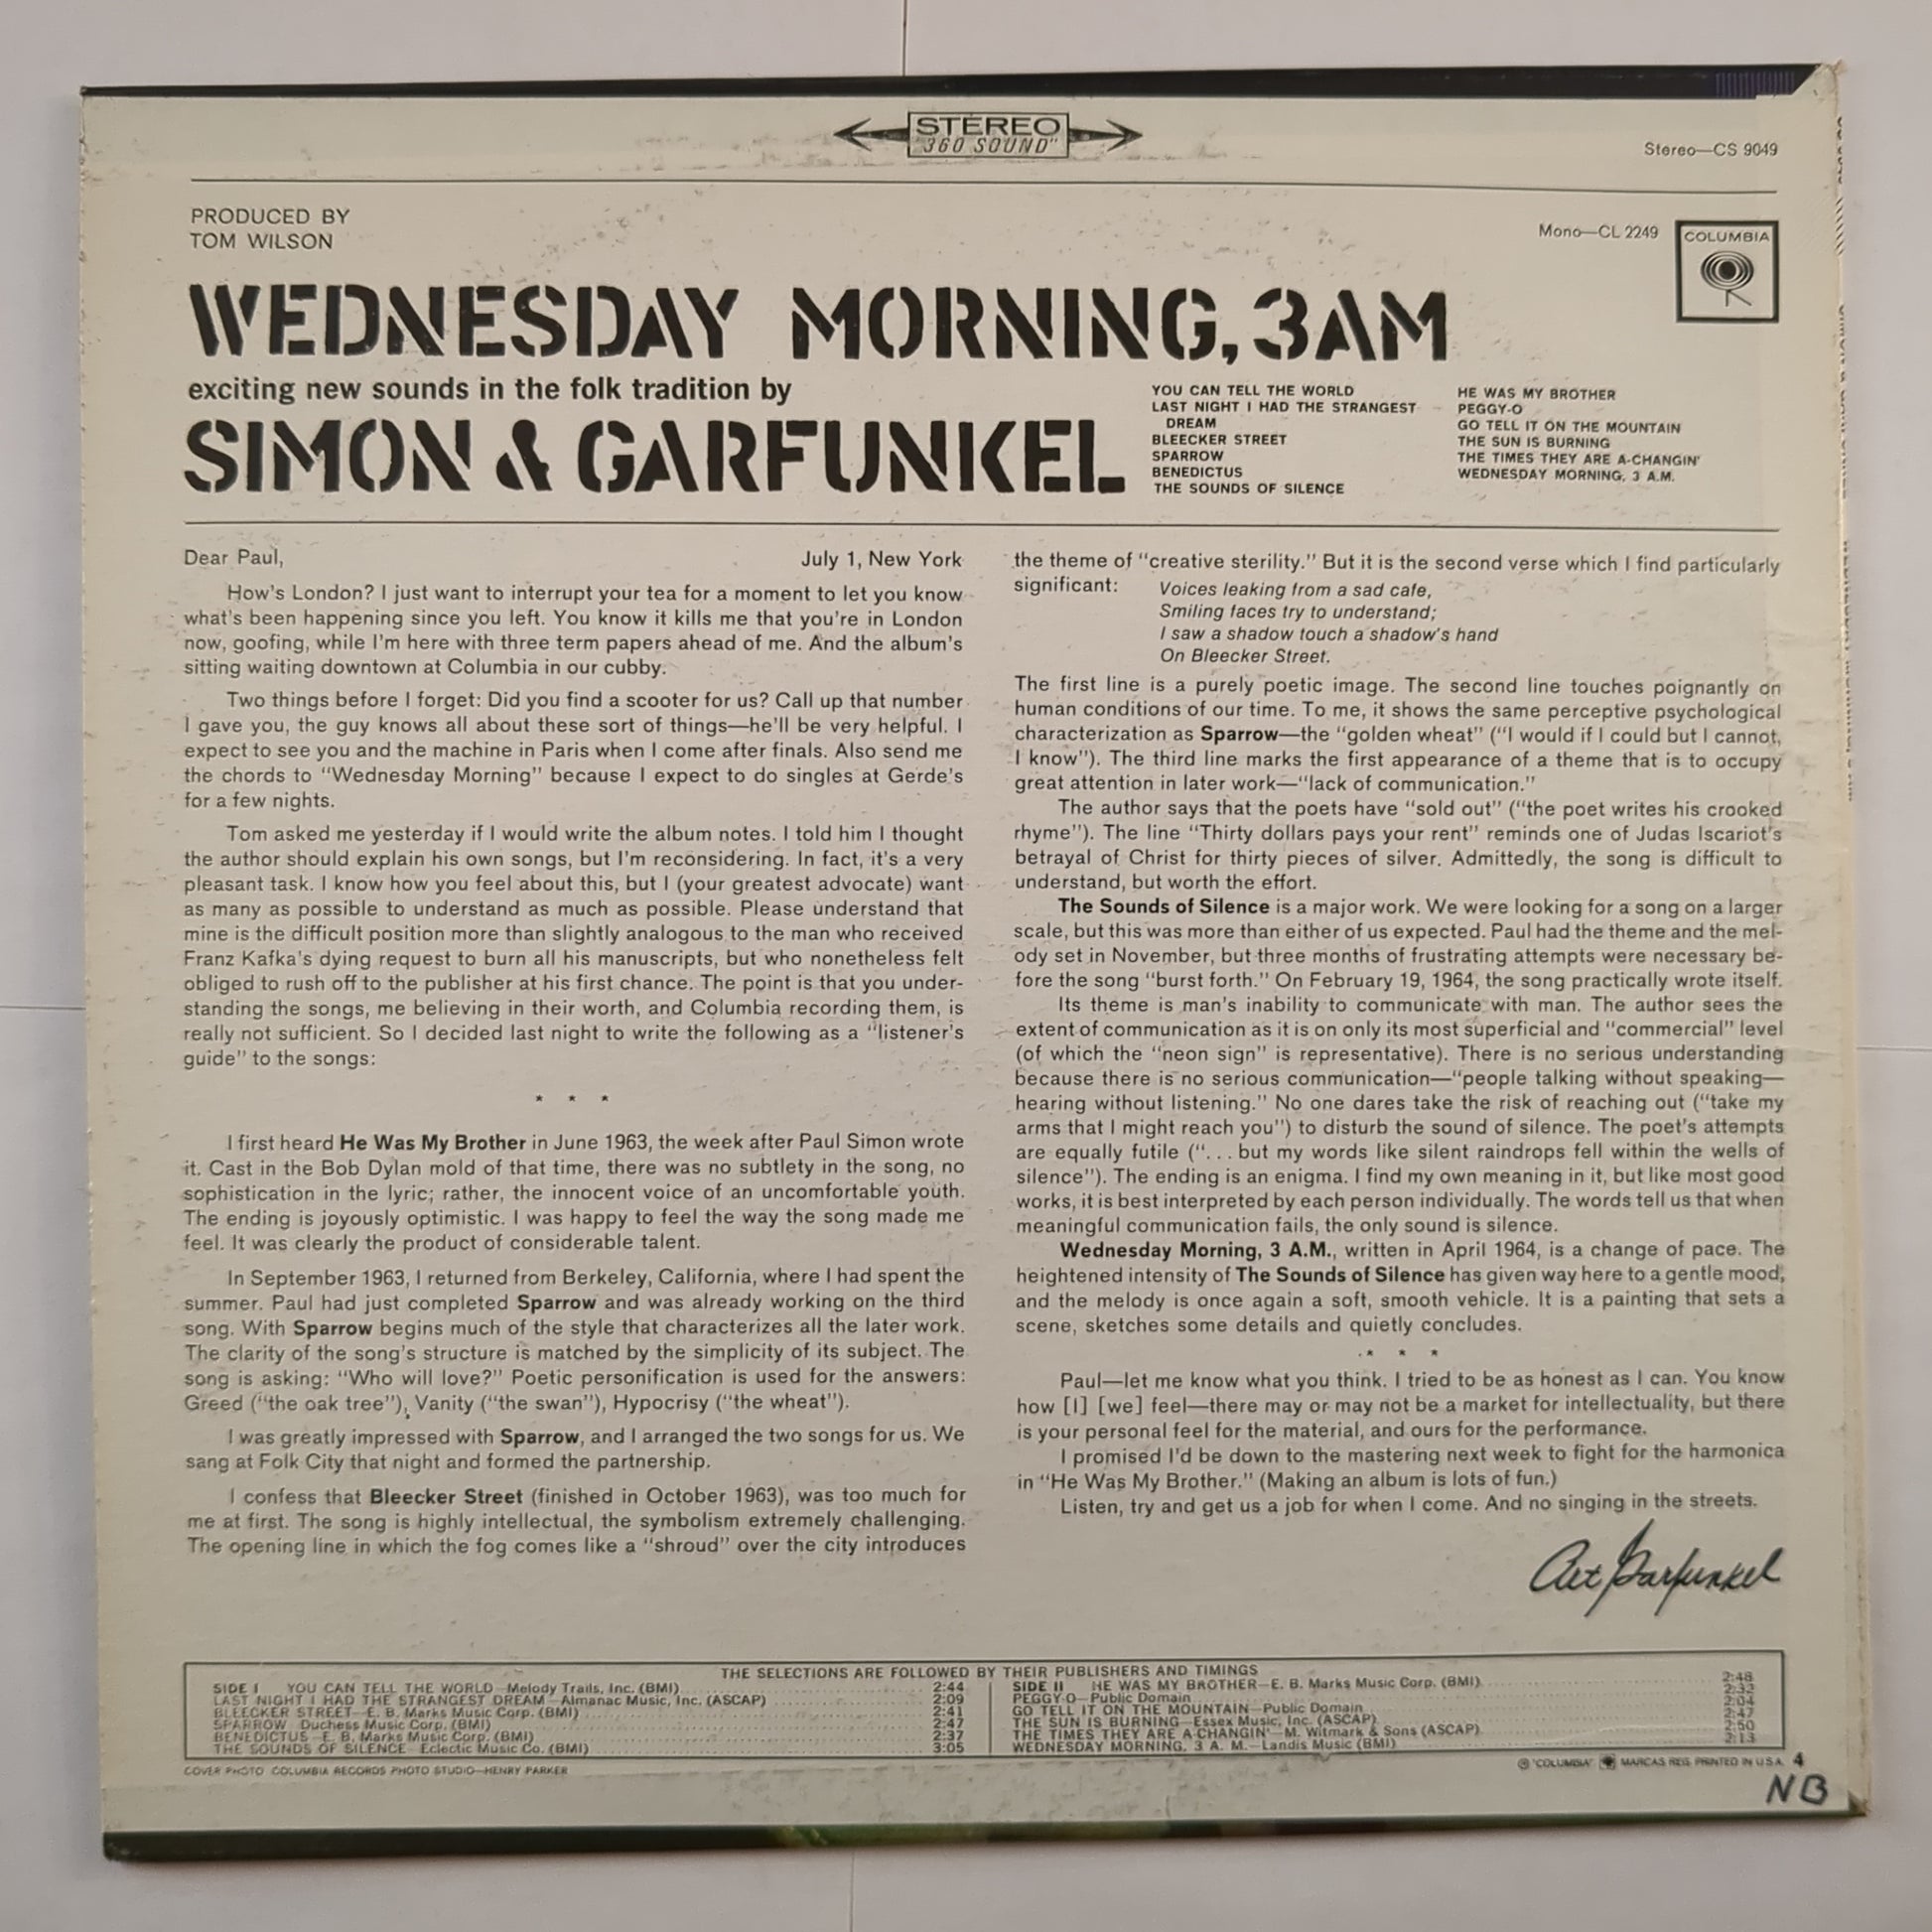 STEREO
"360 SOUND"
Stereo—CS 9049
PRODUCED BY
TOM WILSON
Mono—CL 2249
COLUMBIA
WEDNESDAY MORNING, 3AM
exciting new sounds in the folk tradition by
SIMON & GARFUNKEL
YOU CAN TELL THE WORLD
LAST NIGHT I HAD THE STRANGEST
DREAM
BLEECKER STREET
SPARROW
BENEDICTUS
THE SOUNDS OF SILENCE
HE WAS MY BROTHER
PEGGY-O
GO TELL IT ON THE MOUNTAIN
THE SUN IS BURNING
THE TIMES THEY ARE A-CHANGIN'
WEDNESDAY MORNING, 3 A.M.
Dear Paul, July 1, New York
How's London? I just want to interrupt your tea for a moment to let you know
what's been happening since you left. You know it kills me that you're in London
now, goofing, while I'm here with three term papers ahead of me. And the album's
sitting waiting downtown at Columbia in our cubby.
Two things before I forget: Did you find a scooter for us? Call up that number
I gave you, the guy knows all about these sort of things—he'll be very helpful. I
expect to see you and the machine in Paris when I come after finals. Also send me
the chords to "Wednesday Morning" because I expect to do singles at Gerde's
for a few nights.
Tom asked me yesterday if I would write the album notes. I told him I thought
the author should explain his own songs, but I'm reconsidering. In fact, it's a very
pleasant task. I know how you feel about this, but I (your greatest advocate) want
as many as possible to understand as much as possible. Please understand that
mine is the difficult position more than slightly analogous to the man who received
Franz Kafka's dying request to burn all his manuscripts, but who nonetheless felt
obliged to rush off to the publisher at his first chance. The point is that you under-
standing the songs, me believing in their worth, and Columbia recording them, is
really not sufficient. So I decided last night to write the following as a "listener's
guide" to the songs:
* * *
I first heard He Was My Brother in June 1963, the week after Paul Simon wrote
it. Cast in the Bob Dylan mold of that time, there was no subtlety in the song, no
sophistication in the lyric; rather, the innocent voice of an uncomfortable youth.
The ending is joyously optimistic. I was happy to feel the way the song made me
feel. It was clearly the product of considerable talent.
In September 1963, I returned from Berkeley, California, where I had spent the
summer. Paul had just completed Sparrow and was already working on the third
song. With Sparrow begins much of the style that characterizes all the later work.
The clarity of the song's structure is matched by the simplicity of its subject. The
song is asking: "Who will love?" Poetic personification is used for the answers:
Greed ("the oak tree"), Vanity ("the swan"), Hypocrisy ("the wheat").
I was greatly impressed with Sparrow, and I arranged the two songs for us. We
sang at Folk City that night and formed the partnership.
I confess that Bleecker Street (finished in October 1963), was too much for
me at first. The song is highly intellectual, the symbolism extremely challenging.
The opening line in which the fog comes like a "shroud" over the city introduces
the theme of "creative sterility." But it is the second verse which I find particularly
significant: Voices leaking from a sad cafe,
Smiling faces try to understand;
I saw a shadow touch a shadow's hand
On Bleecker Street.
The first line is a purely poetic image. The second line touches poignantly on
human conditions of our time. To me, it shows the same perceptive psychological
characterization as Sparrow—the "golden wheat" ("I would if I could but I cannot,
I know"). The third line marks the first appearance of a theme that is to occupy
great attention in later work—"lack of communication."
The author says that the poets have "sold out" ("the poet writes his crooked
rhyme"). The line "Thirty dollars pays your rent" reminds one of Judas Iscariot's
betrayal of Christ for thirty pieces of silver. Admittedly, the song is difficult to
understand, but worth the effort.
The Sounds of Silence is a major work. We were looking for a song on a larger
scale, but this was more than either of us expected. Paul had the theme and the mel-
ody set in November, but three months of frustrating attempts were necessary be-
fore the song "burst forth." On February 19, 1964, the song practically wrote itself.
Its theme is man's inability to communicate with man. The author sees the
extent of communication as it is on only its most superficial and "commercial" level
(of which the "neon sign" is representative). There is no serious understanding
because there is no serious communication—"people talking without speaking—
hearing without listening." No one dares take the risk of reaching out ("take my
arms that I might reach you") to disturb the sound of silence. The poet's attempts
are equally futile ("... but my words like silent raindrops fell within the wells of
silence"). The ending is an enigma. I find my own meaning in it, but like most good
works, it is best interpreted by each person individually. The words tell us that when
meaningful communication fails, the only sound is silence.
Wednesday Morning, 3 A.M., written in April 1964, is a change of pace. The
heightened intensity of The Sounds of Silence has given way here to a gentle mood,
and the melody is once again a soft, smooth vehicle. It is a painting that sets a
scene, sketches some details and quietly concludes.
* * *
Paul—let me know what you think. I tried to be as honest as I can. You know
how [I] [we] feel—there may or may not be a market for intellectuality, but there
is your personal feel for the material, and ours for the performance.
I promised I'd be down to the mastering next week to fight for the harmonica
in "He Was My Brother." (Making an album is lots of fun.)
Listen, try and get us a job for when I come. And no singing in the streets.
Art Garfunkel
THE SELECTIONS ARE FOLLOWED BY THEIR PUBLISHERS AND TIMINGS
SIDE I YOU CAN TELL THE WORLD—Melody Trails, Inc. (BMI) 2:44
LAST NIGHT I HAD THE STRANGEST DREAM—Almanac Music, Inc. (ASCAP) 2:09
BLEECKER STREET—E. B. Marks Music Corp. (BMI) 2:41
SPARROW—Duchess Music Corp. (BMI) 2:47
BENEDICTUS—E. B. Marks Music Corp. (BMI) 2:37
THE SOUNDS OF SILENCE—Eclectic Music Co. (BMI) 3:05
SIDE II HE WAS MY BROTHER—E. B. Marks Music Corp. (BMI) 2:48
PEGGY-O—Public Domain 2:32
GO TELL IT ON THE MOUNTAIN—Public Domain 2:04
THE SUN IS BURNING—Essex Music, Inc. (ASCAP) 2:47
THE TIMES THEY ARE A-CHANGIN'—M. Witmark & Sons (ASCAP) 2:50
WEDNESDAY MORNING, 3 A. M.—Landis Music (BMI) 2:13
COVER PHOTO COLUMBIA RECORDS PHOTO STUDIO—HENRY PARKER
® "COLUMBIA" MARCAS REG. PRINTED IN U.S.A. 4
NB